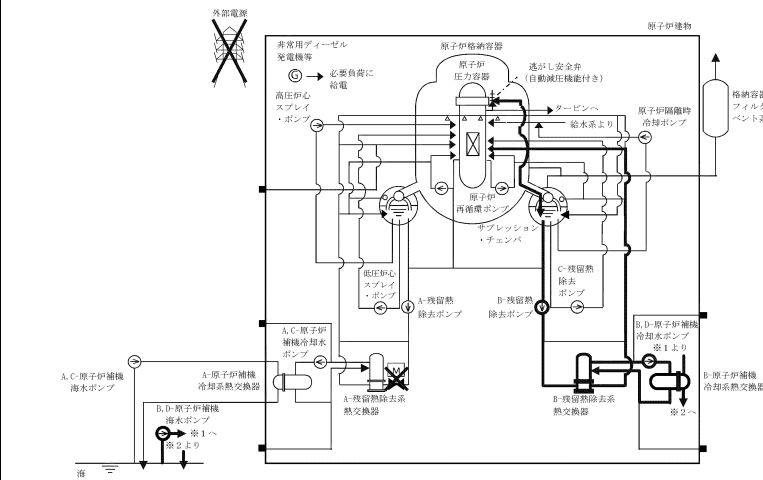 外部電源
原子炉建物
非常用ディーゼル
発電機等
G
必要負荷に
給電
原子炉格納容器
原子炉
圧力容器
逃がし安全弁
(自動減圧機能付き)
高圧炉心
スプレイ
・ポンプ
タービンへ
給水系より
原子炉隔離時
冷却ポンプ
格納容器
フィルタ
ベント系
原子炉
再循環ポンプ
サプレッション
・チェンバ
低圧炉心
スプレイ
・ポンプ
A-残留熱
除去ポンプ
B-残留熱
除去ポンプ
C-残留熱
除去
ポンプ
A,C-原子炉
補機冷却水
ポンプ
B,D-原子炉補機
冷却水ポンプ
※1より
A,C-原子炉補機
海水ポンプ
A-原子炉補機
冷却系熱交換器
M
B-原子炉補機
冷却系熱交換器
A-残留熱除去系
熱交換器
B-残留熱除去系
熱交換器
※2へ
B,D-原子炉補機
海水ポンプ
※1へ
※2より
海